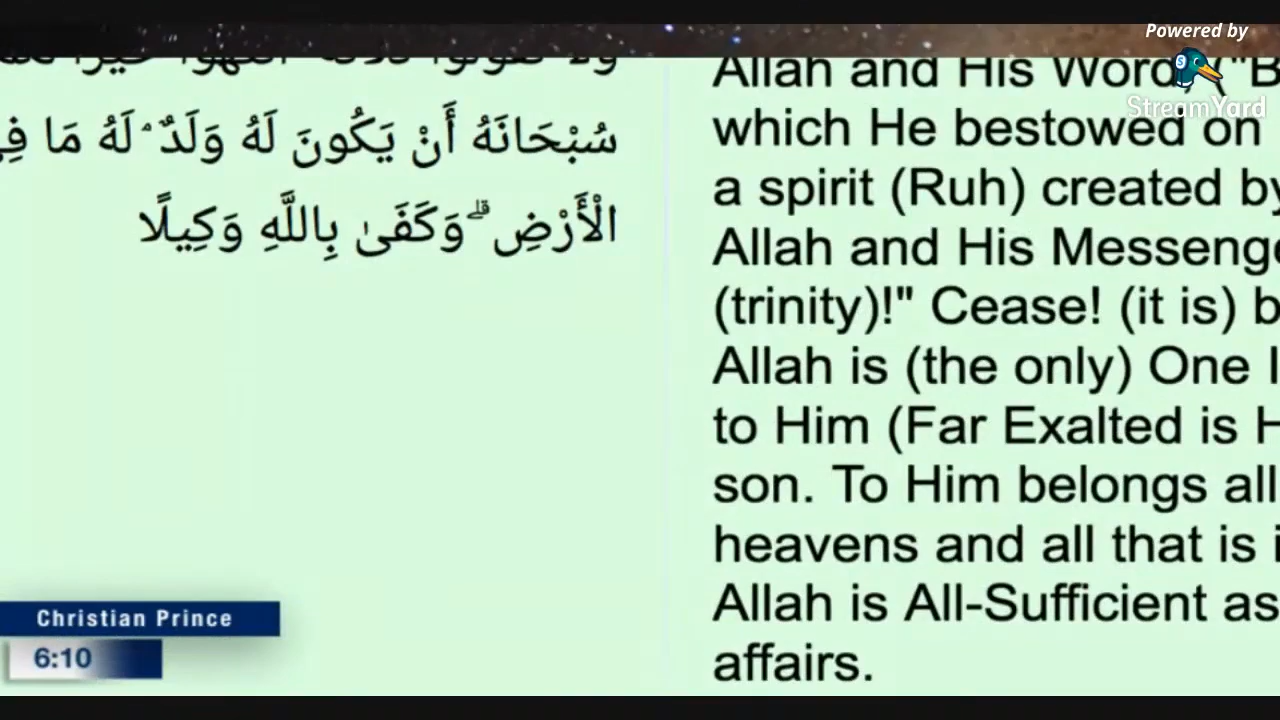 Powered by
StreamYard
سُبْحَانَهُ أَنْ يَكُونَ لَهُ وَلَدٌ ۘ لَهُ مَا فِي
الْأَرْضِ ۗ وَكَفَىٰ بِاللَّهِ وَكِيلًا
Allah and His Word, ("B
which He bestowed on
a spirit (Ruh) created by
Allah and His Messenge
(trinity)!" Cease! (it is) b
Allah is (the only) One I
to Him (Far Exalted is H
son. To Him belongs all
heavens and all that is i
Allah is All-Sufficient as
affairs.
Christian Prince
6:10